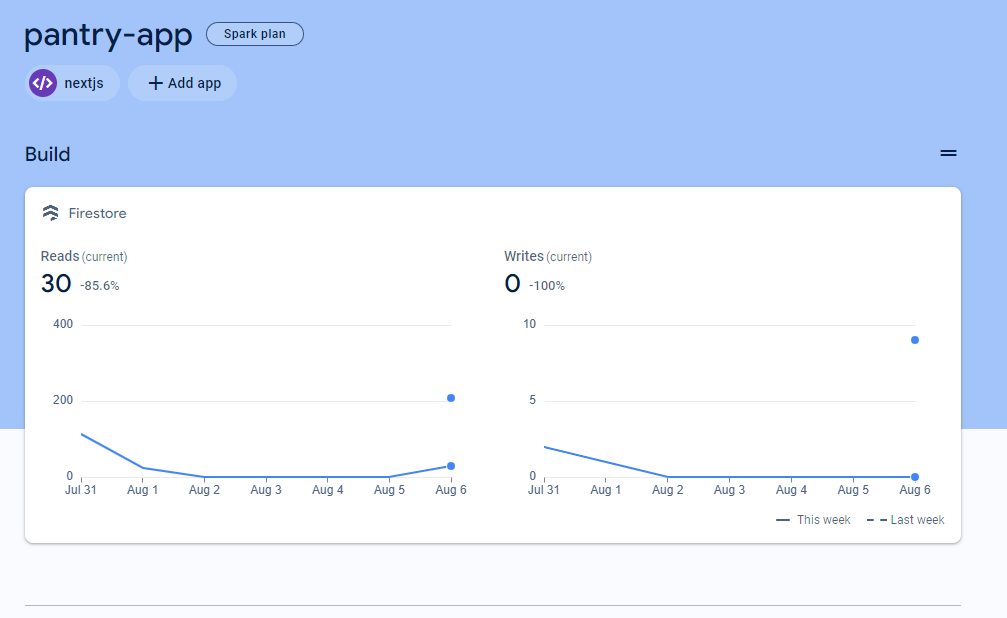 pantry-app Spark plan
</> nextjs + Add app
Build
Firestore
Reads (current)
30 -85.6%
400
200
0
Jul 31 Aug 1 Aug 2 Aug 3 Aug 4 Aug 5 Aug 6
Writes (current)
0 -100%
10
5
0
Jul 31 Aug 1 Aug 2 Aug 3 Aug 4 Aug 5 Aug 6
This week Last week